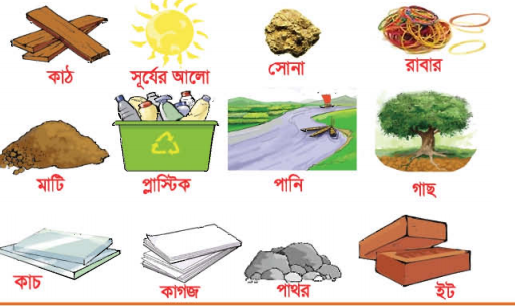 কাঠ
সূর্যের আলো
সোনা
রাবার
মাটি
প্লাস্টিক
পানি
গাছ
কাচ
কাগজ
পাথর
ইট